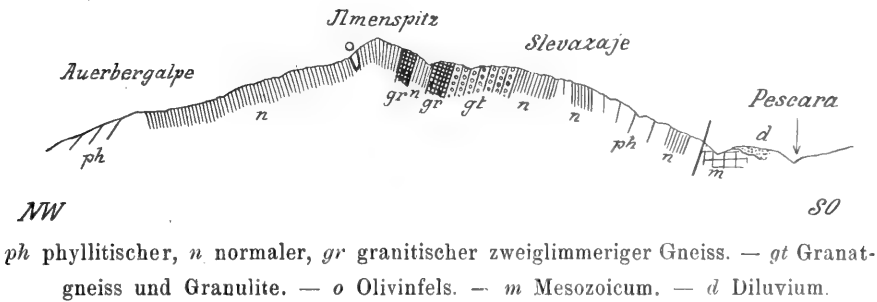 Ilmenspitz
Slevazaje
Auerbergalpe
o
Pescara
d
ph
n
gr
n
gr
gt
n
n
ph
n
m
NW
SO
ph phyllitischer, n normaler, gr granitischer zweiglimmeriger Gneiss. — gt Granat-
gneiss und Granulite. — o Olivinfels. — m Mesozoicum. — d Diluvium.